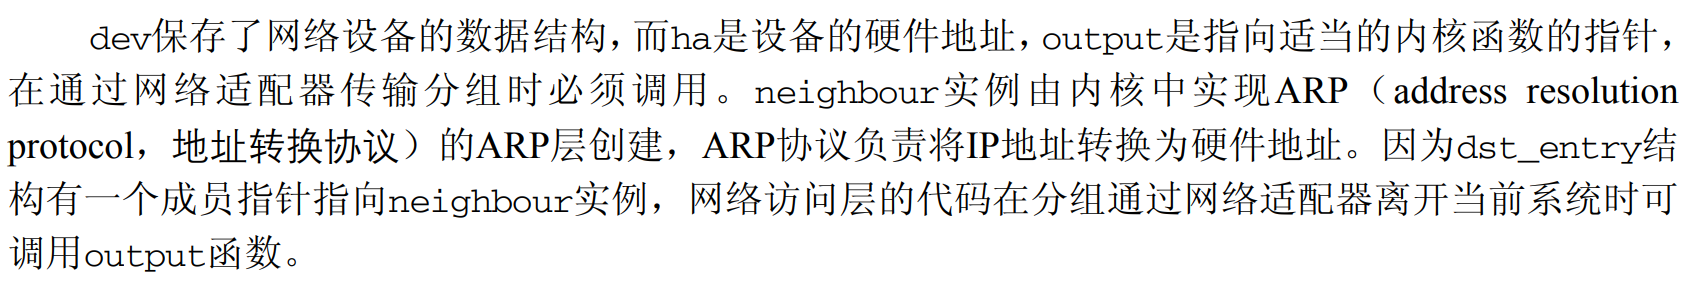 dev保存了网络设备的数据结构，而ha是设备的硬件地址，output是指向适当的内核函数的指针，
在通过网络适配器传输分组时必须调用。neighbour实例由内核中实现ARP（address resolution
protocol，地址转换协议）的ARP层创建，ARP协议负责将IP地址转换为硬件地址。因为dst_entry结
构有一个成员指针指向neighbour实例，网络访问层的代码在分组通过网络适配器离开当前系统时可
调用output函数。